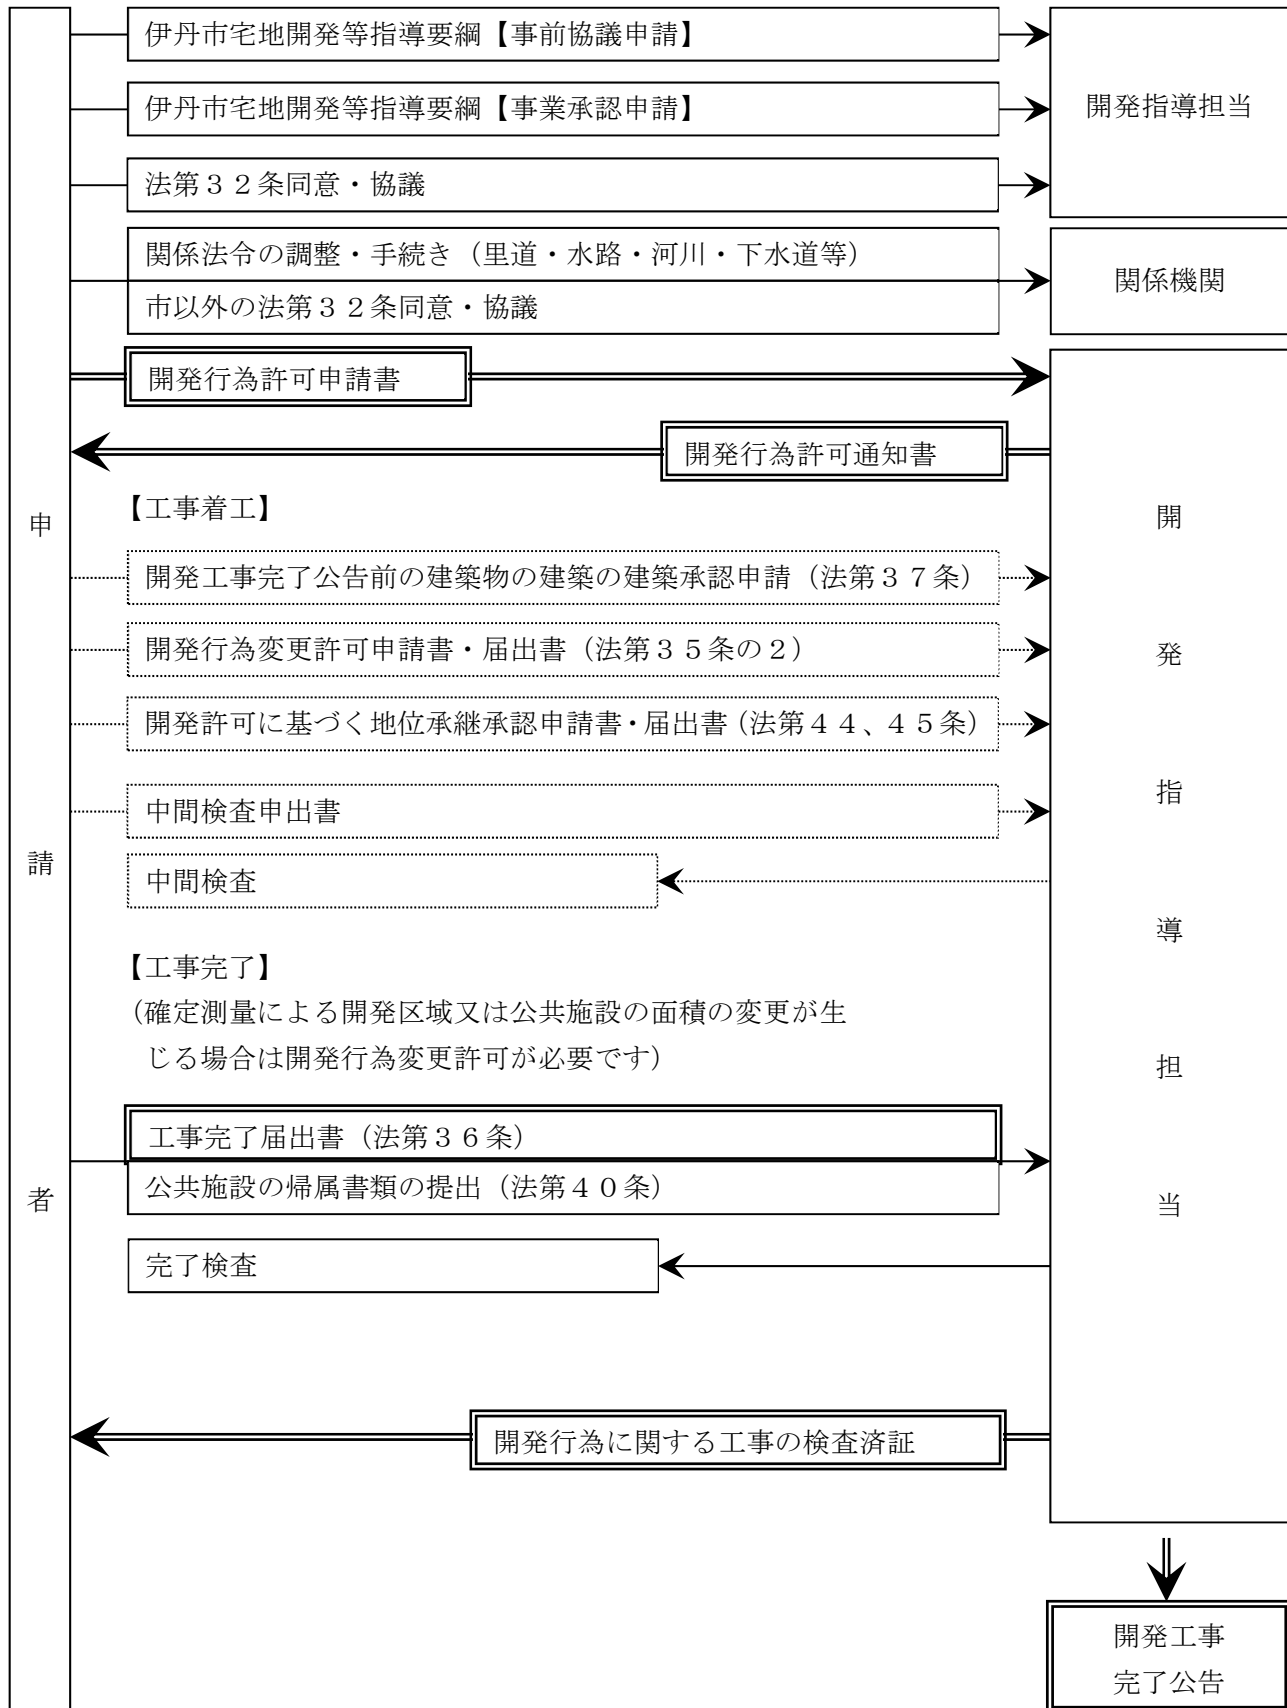 伊丹市宅地開発等指導要綱【事前協議申請】
伊丹市宅地開発等指導要綱【事業承認申請】
法第３２条同意・協議
開発指導担当
関係法令の調整・手続き（里道・水路・河川・下水道等）
市以外の法第３２条同意・協議
関係機関
開発行為許可申請書
開発行為許可通知書
【工事着工】
開発工事完了公告前の建築物の建築の建築承認申請（法第３７条）
開発行為変更許可申請書・届出書（法第３５条の２）
開発許可に基づく地位承継承認申請書・届出書（法第４４、４５条）
中間検査申出書
中間検査
【工事完了】
（確定測量による開発区域又は公共施設の面積の変更が生
じる場合は開発行為変更許可が必要です）
工事完了届出書（法第３６条）
公共施設の帰属書類の提出（法第４０条）
完了検査
開発行為に関する工事の検査済証
申請者
開発指導担当
開発工事
完了公告